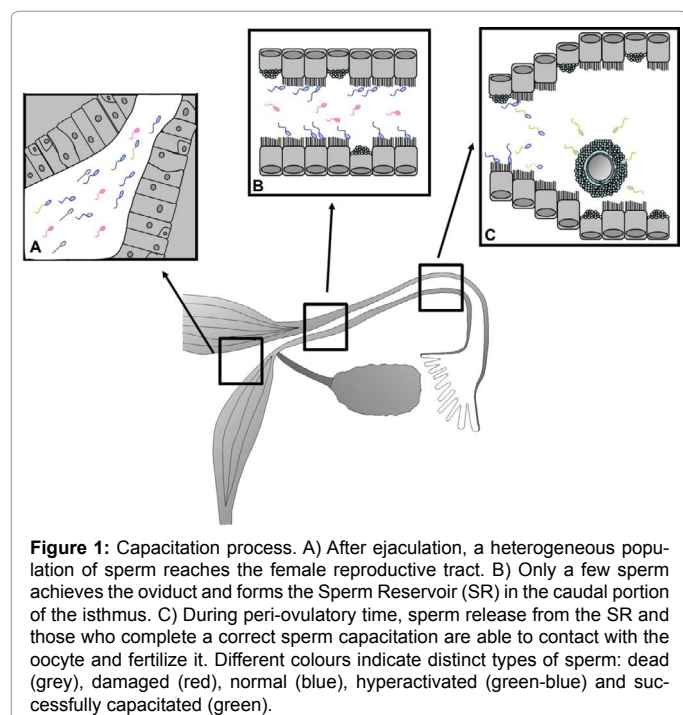 A
B
C
Figure 1: Capacitation process. A) After ejaculation, a heterogeneous popu-
lation of sperm reaches the female reproductive tract. B) Only a few sperm
achieves the oviduct and forms the Sperm Reservoir (SR) in the caudal portion
of the isthmus. C) During peri-ovulatory time, sperm release from the SR and
those who complete a correct sperm capacitation are able to contact with the
oocyte and fertilize it. Different colours indicate distinct types of sperm: dead
(grey), damaged (red), normal (blue), hyperactivated (green-blue) and suc-
cessfully capacitated (green).